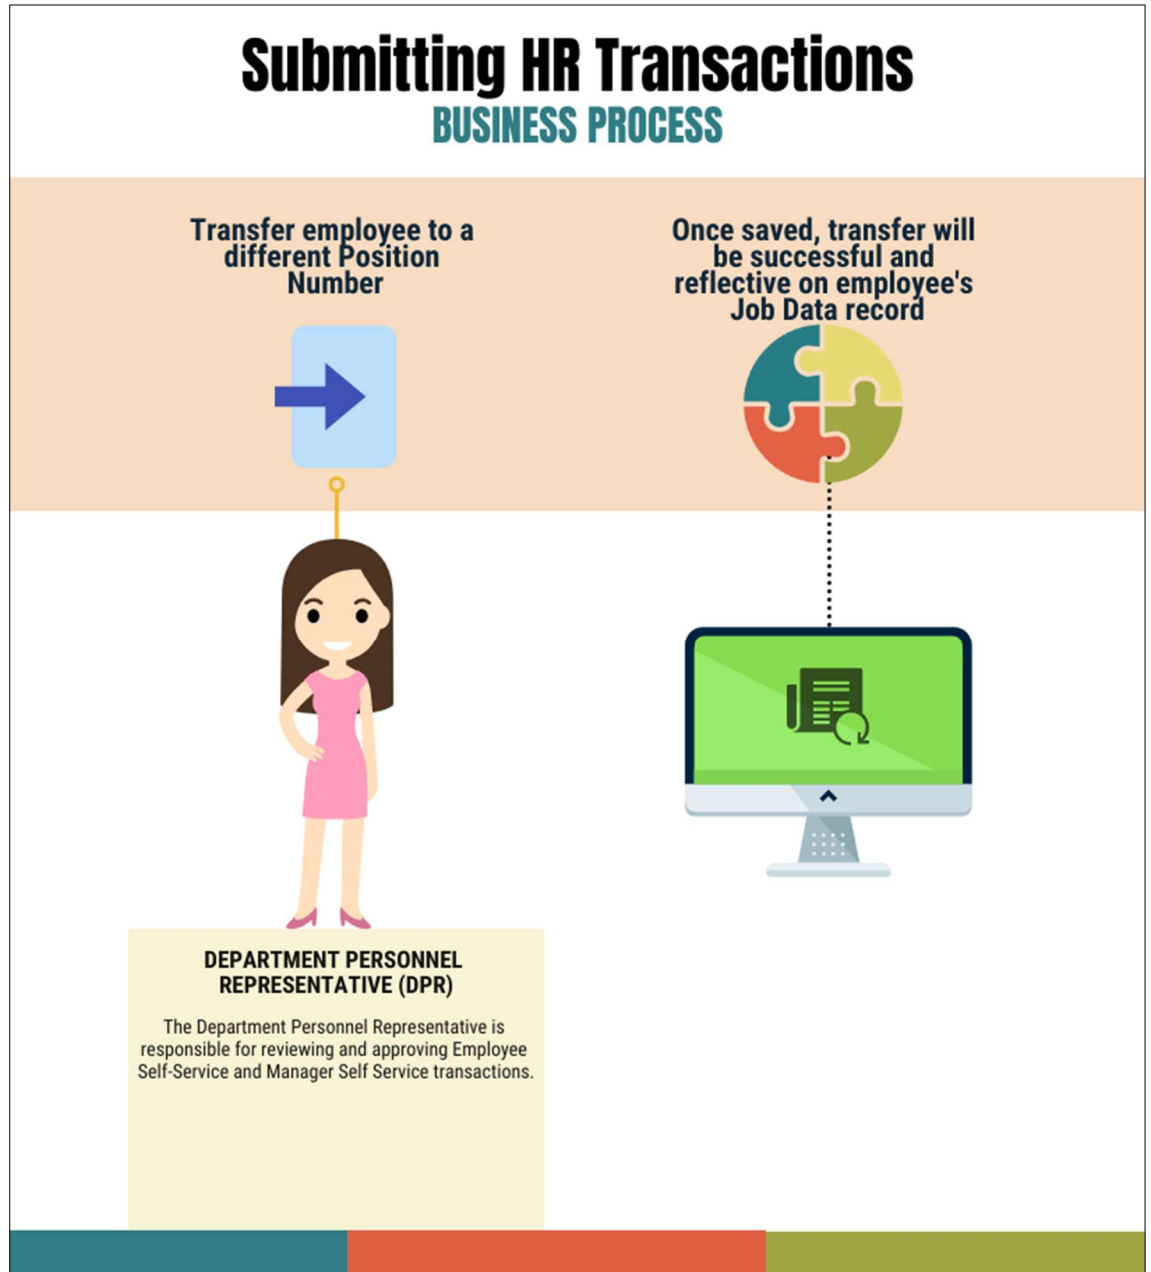 Submitting HR Transactions
BUSINESS PROCESS
Transfer employee to a
different Position
Number
Once saved, transfer will
be successful and
reflective on employee's
Job Data record
DEPARTMENT PERSONNEL
REPRESENTATIVE (DPR)
The Department Personnel Representative is
responsible for reviewing and approving Employee
Self-Service and Manager Self Service transactions.